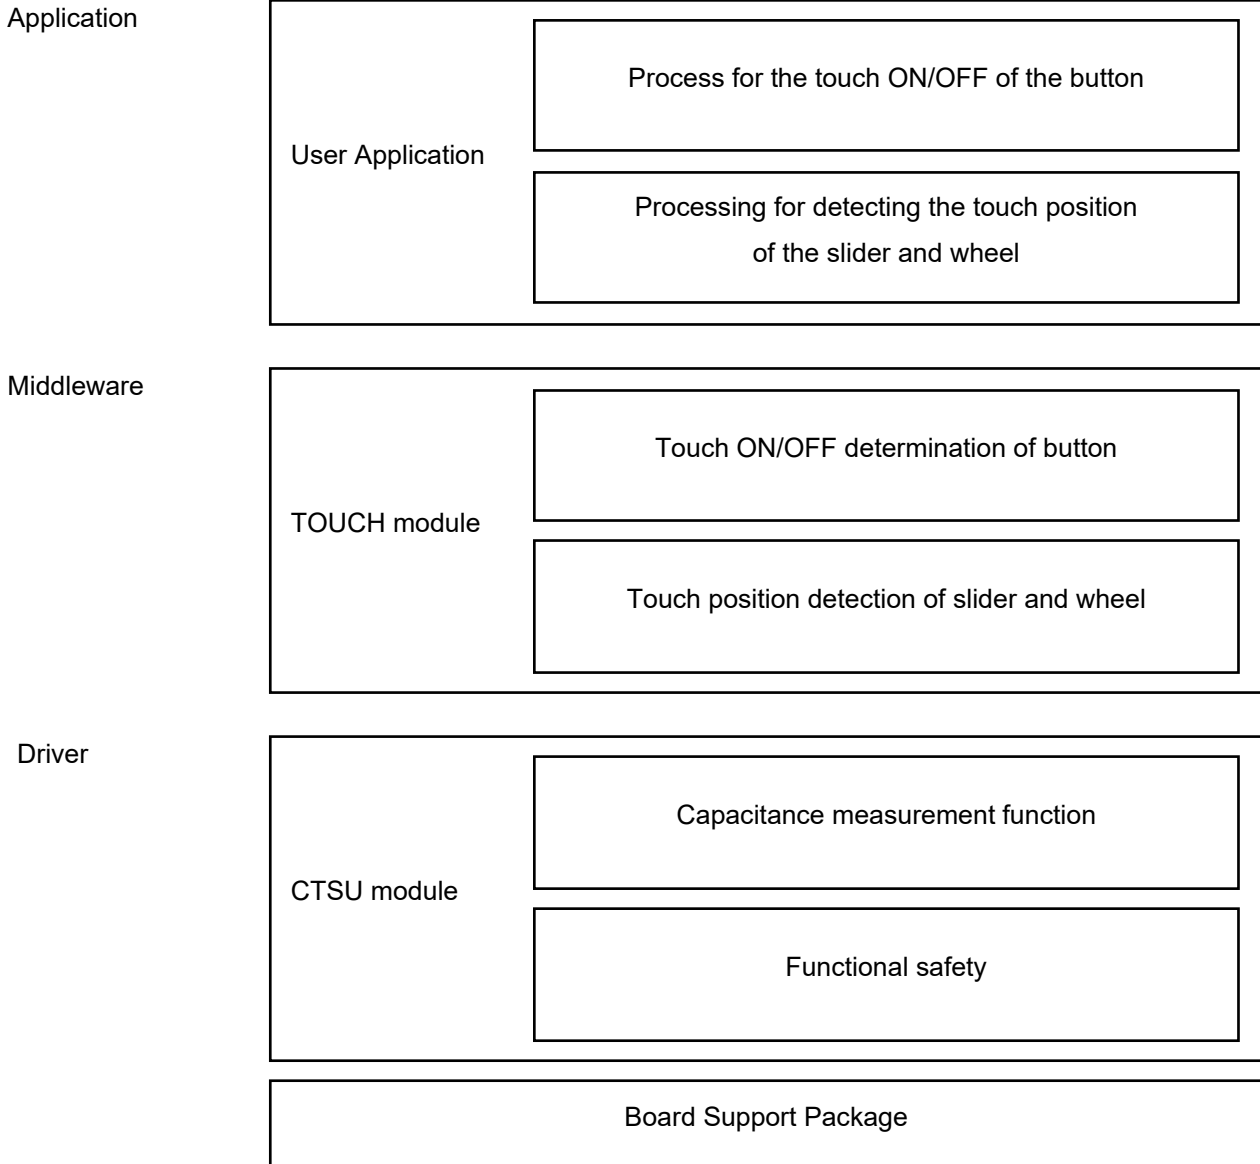 Application
Process for the touch ON/OFF of the button
User Application
Processing for detecting the touch position
of the slider and wheel
Middleware
Touch ON/OFF determination of button
TOUCH module
Touch position detection of slider and wheel
Driver
Capacitance measurement function
CTSU module
Functional safety
Board Support Package